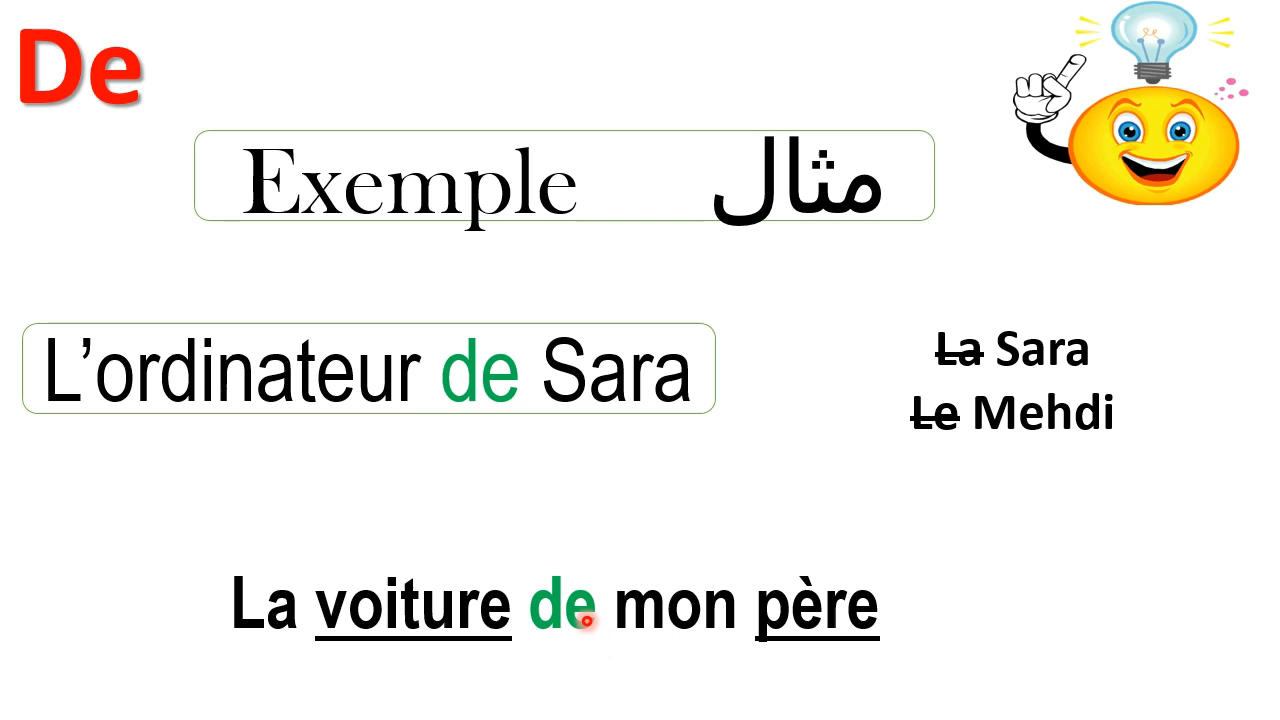 De
Exemple مثال
L’ordinateur de Sara
La Sara
Le Mehdi
La voiture de mon père